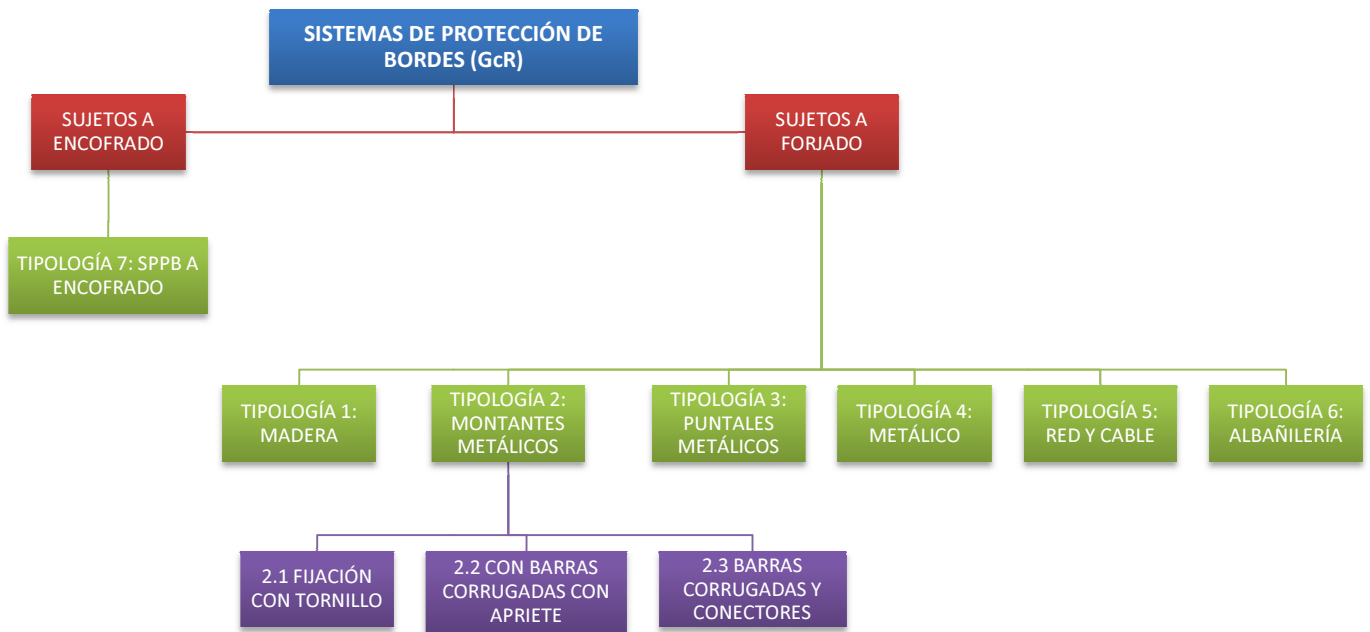 SISTEMAS DE PROTECCIÓN DE
BORDES (GcR)
SUJETOS A
ENCOFRADO
SUJETOS A
FORJADO
TIPOLOGÍA 7: SPPB A
ENCOFRADO
TIPOLOGÍA 1:
MADERA
TIPOLOGÍA 2:
MONTANTES
METÁLICOS
TIPOLOGÍA 3:
PUNTALES
METÁLICOS
TIPOLOGÍA 4:
METÁLICO
TIPOLOGÍA 5:
RED Y CABLE
TIPOLOGÍA 6:
ALBAÑILERÍA
2.1 FIJACIÓN
CON TORNILLO
2.2 CON BARRAS
CORRUGADAS CON
APRIETE
2.3 BARRAS
CORRUGADAS Y
CONECTORES